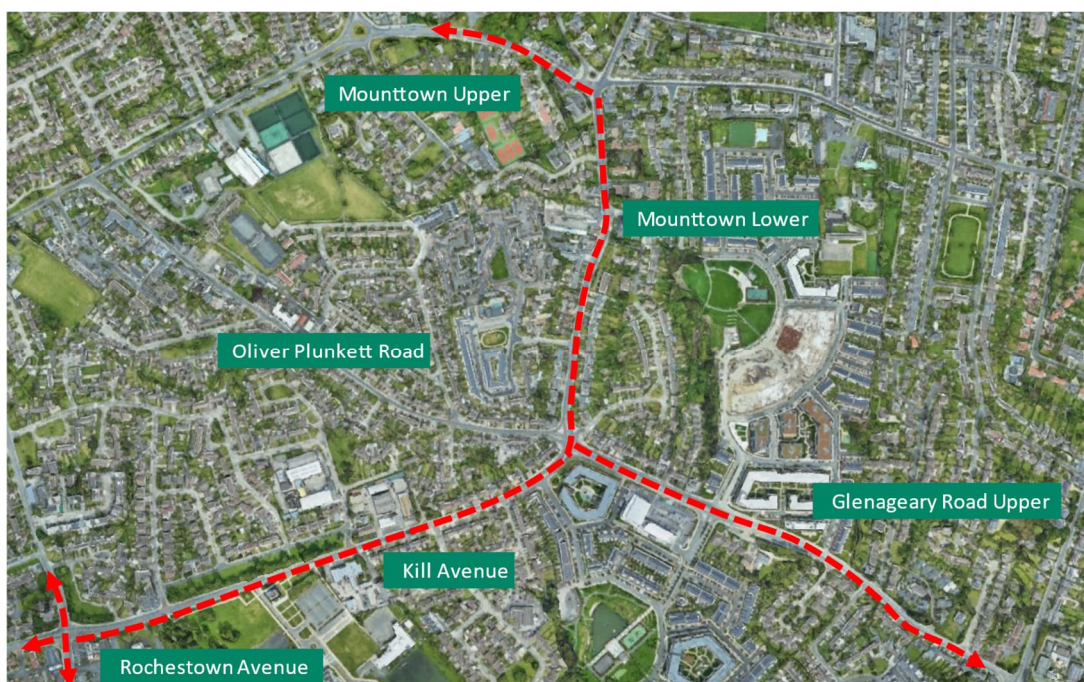 Mounttown Upper
Mounttown Lower
Oliver Plunkett Road
Glenageary Road Upper
Kill Avenue
Rochestown Avenue